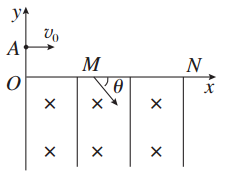 y
A v₀
M N
O θ x
× × ×
× × ×